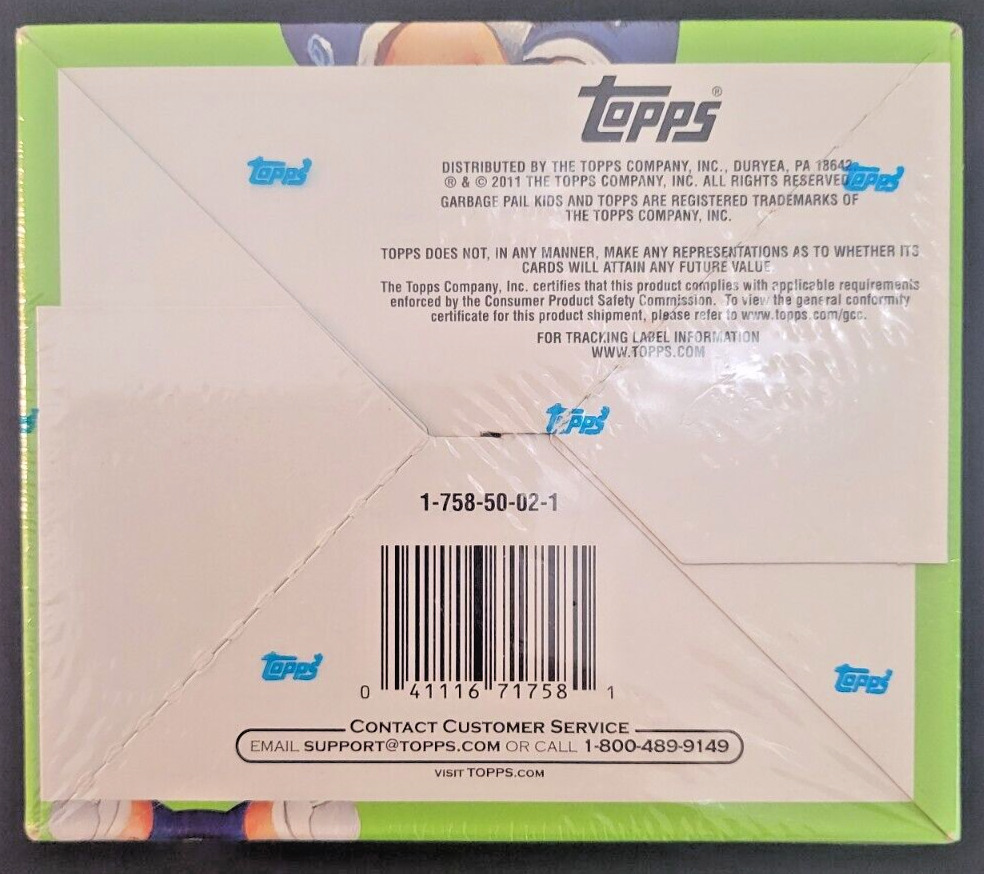 Topps®
DISTRIBUTED BY THE TOPPS COMPANY, INC., DURYEA, PA 18642
® & © 2011 THE TOPPS COMPANY, INC. ALL RIGHTS RESERVED
Topps
Topps
GARBAGE PAIL KIDS AND TOPPS ARE REGISTERED TRADEMARKS OF
THE TOPPS COMPANY, INC.
TOPPS DOES NOT, IN ANY MANNER, MAKE ANY REPRESENTATIONS AS TO WHETHER ITS
CARDS WILL ATTAIN ANY FUTURE VALUE
The Topps Company, Inc. certifies that this product complies with applicable requirements
enforced by the Consumer Product Safety Commission. To view the general conformity
certificate for this product shipment, please refer to www.topps.com/gcc.
FOR TRACKING LABEL INFORMATION
WWW.TOPPS.COM
Topps
1-758-50-02-1
0 41116 71758 1
Topps
Topps
CONTACT CUSTOMER SERVICE
EMAIL SUPPORT@TOPPS.COM OR CALL 1-800-489-9149
VISIT TOPPS.COM